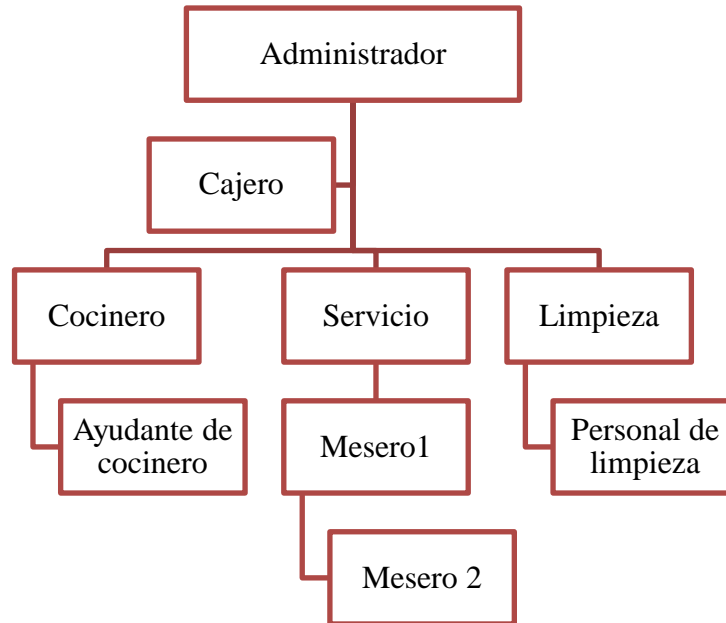 Administrador
Cajero
Cocinero
Servicio
Limpieza
Ayudante de
cocinero
Mesero1
Personal de
limpieza
Mesero 2